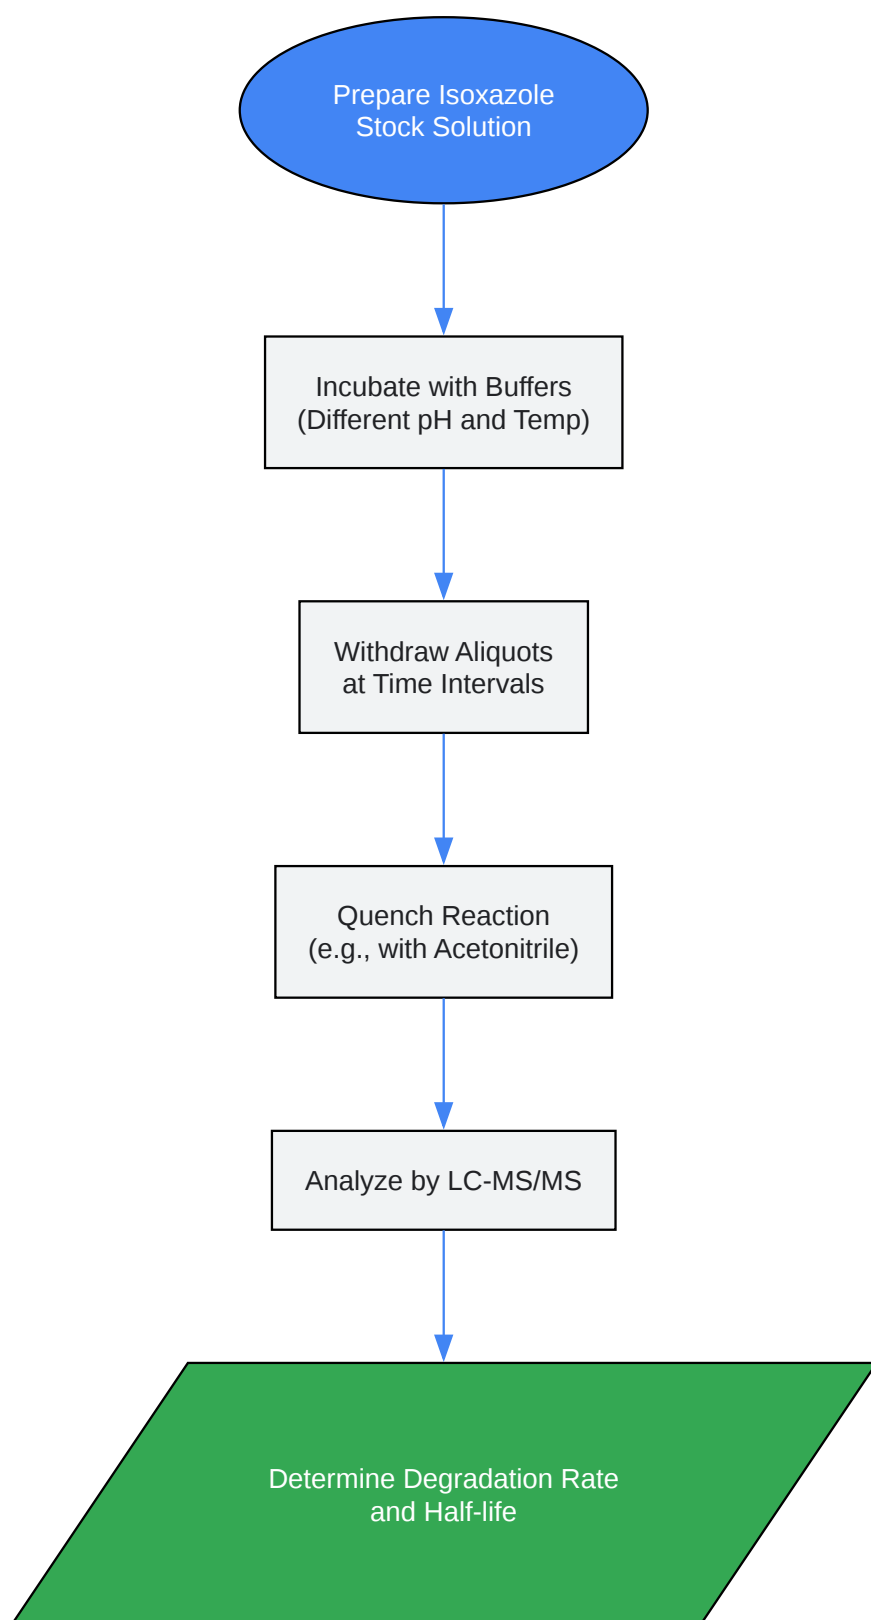 Prepare Isoxazole
Stock Solution
Incubate with Buffers
(Different pH and Temp)
Withdraw Aliquots
at Time Intervals
Quench Reaction
(e.g., with Acetonitrile)
Analyze by LC-MS/MS
Determine Degradation Rate
and Half-life